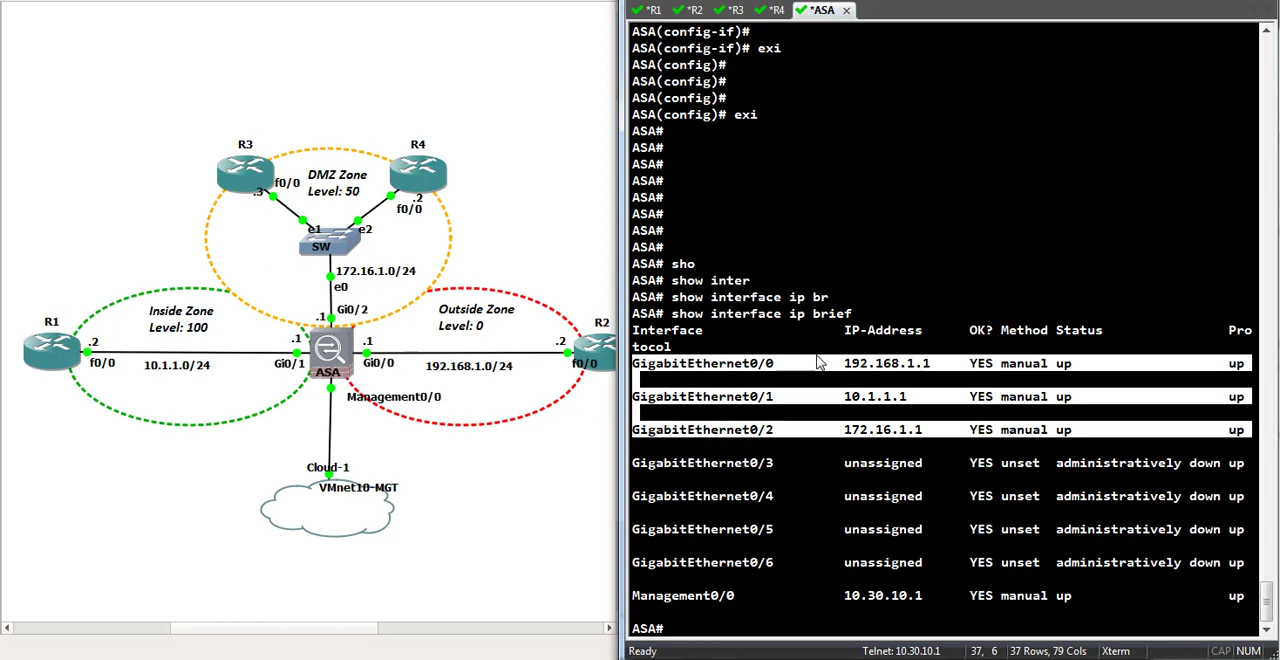 R3
R4
DMZ Zone
Level: 50
f0/0
.3
.2
f0/0
e1
e2
SW
172.16.1.0/24
e0
Inside Zone
Level: 100
Outside Zone
Level: 0
Gi0/2
.1
R1
R2
.2
.1
.1
.2
f0/0
10.1.1.0/24
Gi0/1
Gi0/0
192.168.1.0/24
f0/0
ASA
Management0/0
Cloud-1
VMnet10-MGT
*R1
*R2
*R3
*R4
*ASA
ASA(config-if)#
ASA(config-if)# exi
ASA(config)#
ASA(config)#
ASA(config)#
ASA(config)# exi
ASA#
ASA#
ASA#
ASA#
ASA#
ASA#
ASA#
ASA#
ASA# sho
ASA# show inter
ASA# show interface ip br
ASA# show interface ip brief
Interface IP-Address OK? Method Status Pro
tocol
GigabitEthernet0/0 192.168.1.1 YES manual up up
GigabitEthernet0/1 10.1.1.1 YES manual up up
GigabitEthernet0/2 172.16.1.1 YES manual up up
GigabitEthernet0/3 unassigned YES unset administratively down up
GigabitEthernet0/4 unassigned YES unset administratively down up
GigabitEthernet0/5 unassigned YES unset administratively down up
GigabitEthernet0/6 unassigned YES unset administratively down up
Management0/0 10.30.10.1 YES manual up up
ASA#
Ready Telnet: 10.30.10.1 37, 6 37 Rows, 79 Cols Xterm CAP NUM